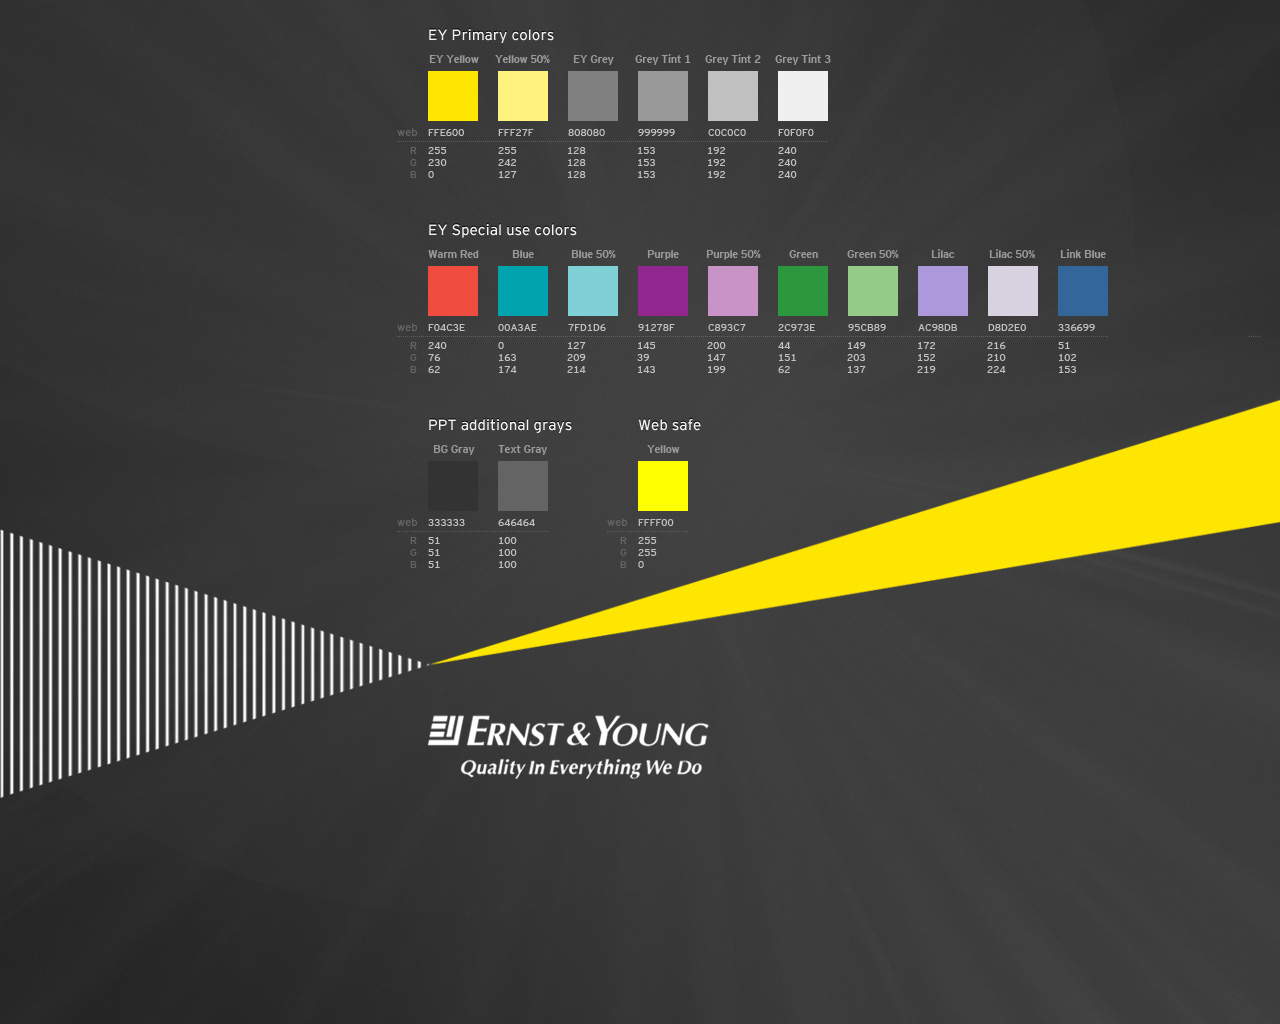 EY Primary colors
EY Yellow Yellow 50% EY Grey Grey Tint 1 Grey Tint 2 Grey Tint 3
web FFE600 FFF27F 808080 999999 C0C0C0 F0F0F0
R 255 255 128 153 192 240
G 230 242 128 153 192 240
B 0 127 128 153 192 240
EY Special use colors
Warm Red Blue Blue 50% Purple Purple 50% Green Green 50% Lilac Lilac 50% Link Blue
web F04C3E 00A3AE 7FD1D6 91278F C893C7 2C973E 95CB89 AC98DB D8D2E0 336699
R 240 0 127 145 200 44 149 172 216 51
G 76 163 209 39 147 151 203 152 210 102
B 62 174 214 143 199 62 137 219 224 153
PPT additional grays Web safe
BG Gray Text Gray Yellow
web 333333 646464 web FFFF00
R 51 100 R 255
G 51 100 G 255
B 51 100 B 0
ERNST & YOUNG
Quality In Everything We Do